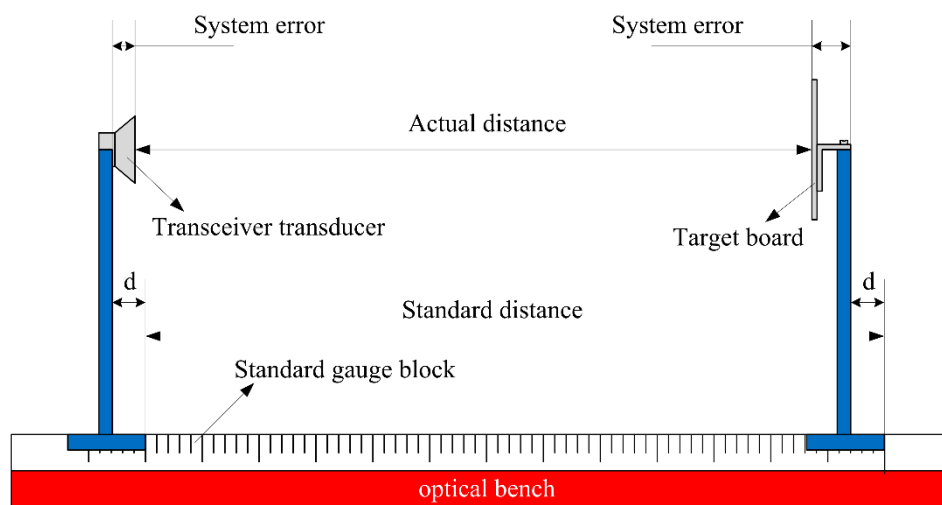 System error
System error
Actual distance
Transceiver transducer
Target board
d
d
Standard distance
Standard gauge block
optical bench